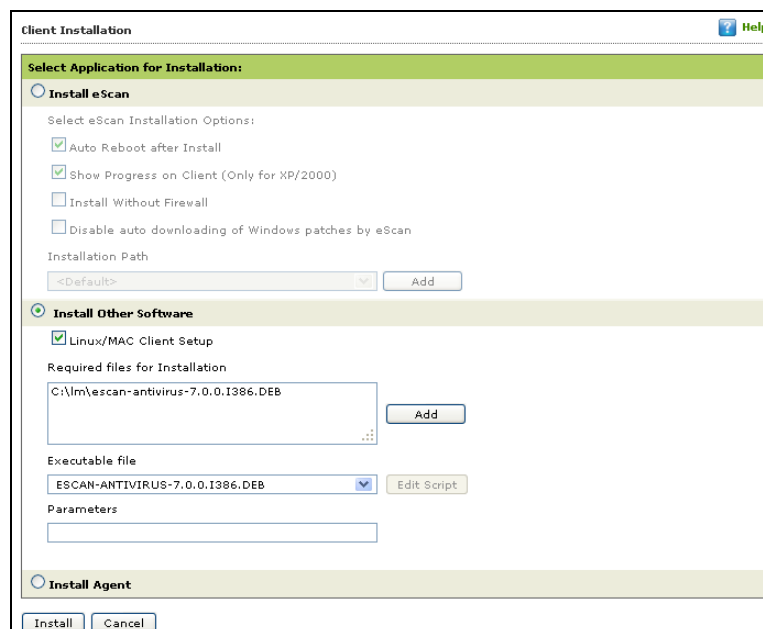 Client Installation
Help
Select Application for Installation:
Install eScan
Select eScan Installation Options:
Auto Reboot after Install
Show Progress on Client (Only for XP/2000)
Install Without Firewall
Disable auto downloading of Windows patches by eScan
Installation Path
<Default>
Add
Install Other Software
Linux/MAC Client Setup
Required files for Installation
C:\lm\escan-antivirus-7.0.0.I386.DEB
Add
Executable file
ESCAN-ANTIVIRUS-7.0.0.I386.DEB
Edit Script
Parameters
Install Agent
Install
Cancel